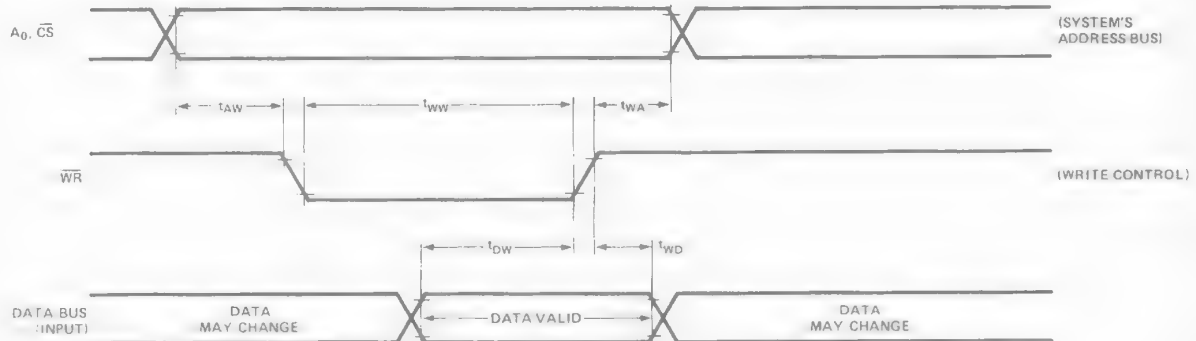 A0, CS
(SYSTEM'S
ADDRESS BUS)
tAW
tWW
tWA
WR
(WRITE CONTROL)
tDW
tWD
DATA BUS
(INPUT)
DATA
MAY CHANGE
DATA VALID
DATA
MAY CHANGE